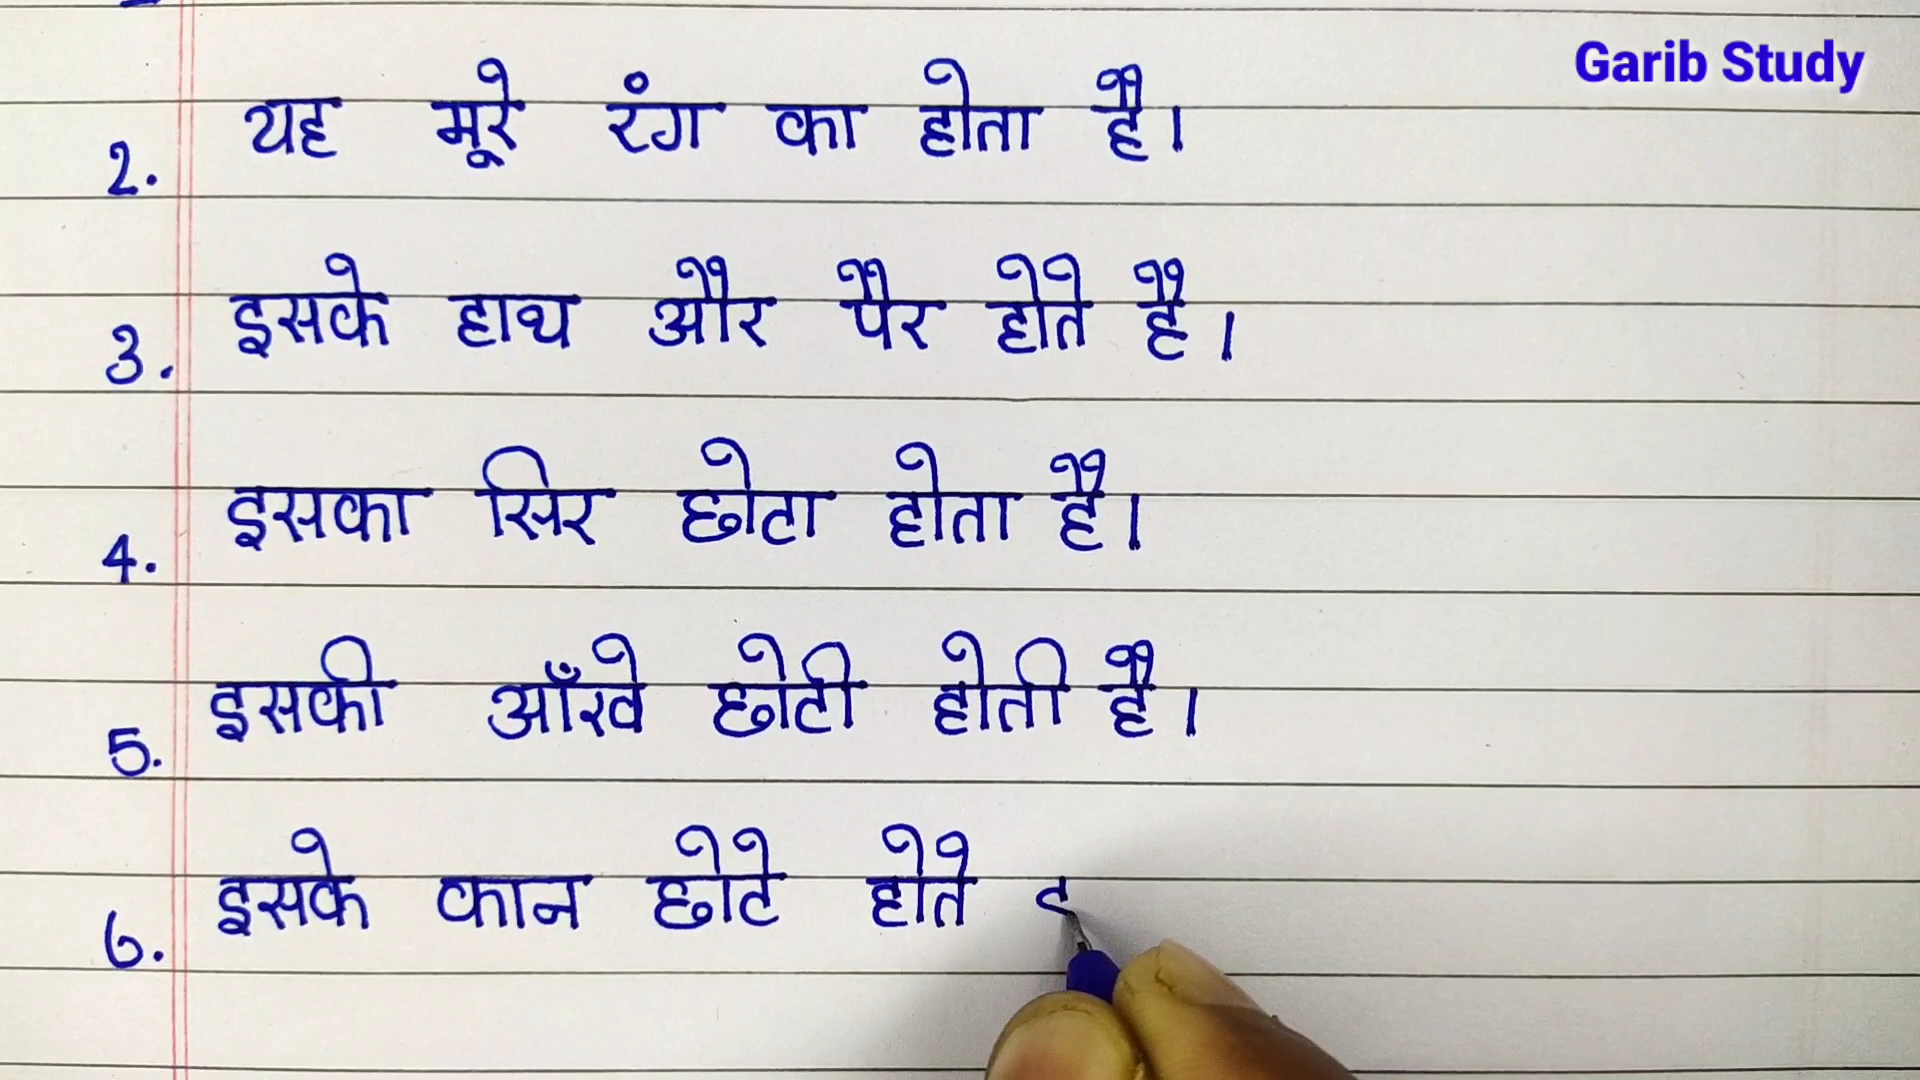 Garib Study
2. यह मूरे रंग का होता है।
3. इसके हाथ और पैर होते है।
4. इसका सिर छोटा होता है।
5. इसकी आँखे छोटी होती है।
6. इसके कान छोटे होते